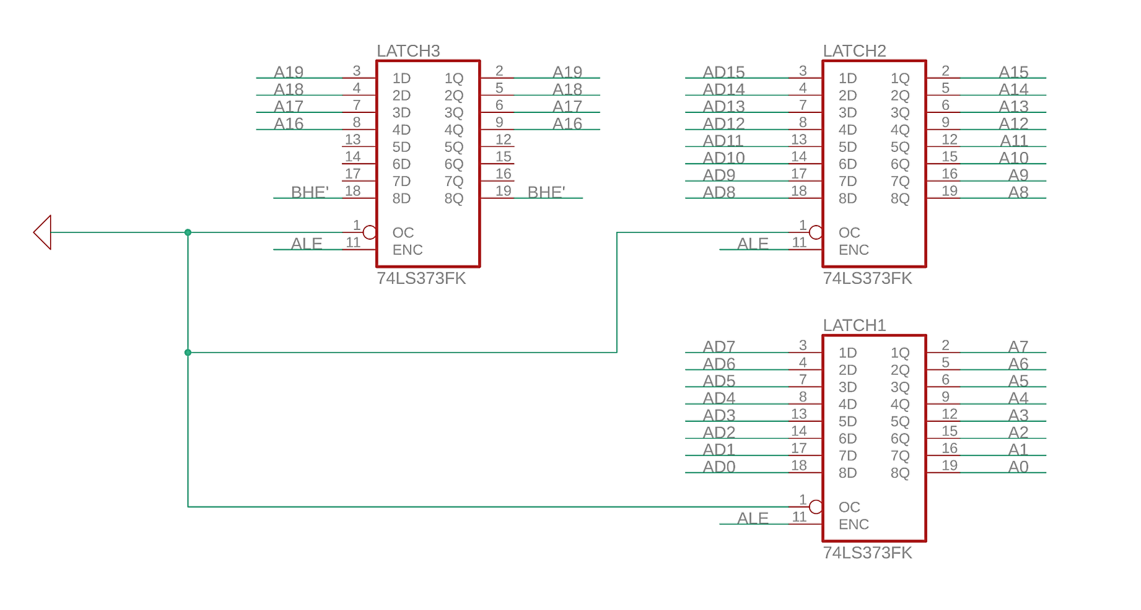 LATCH3
A19 3 1D 1Q 2 A19
A18 4 2D 2Q 5 A18
A17 7 3D 3Q 6 A17
A16 8 4D 4Q 9 A16
13 5D 5Q 12
14 6D 6Q 15
17 7D 7Q 16
BHE' 18 8D 8Q 19 BHE'
1 OC
ALE 11 ENC
74LS373FK
LATCH2
AD15 3 1D 1Q 2 A15
AD14 4 2D 2Q 5 A14
AD13 7 3D 3Q 6 A13
AD12 8 4D 4Q 9 A12
AD11 13 5D 5Q 12 A11
AD10 14 6D 6Q 15 A10
AD9 17 7D 7Q 16 A9
AD8 18 8D 8Q 19 A8
1 OC
ALE 11 ENC
74LS373FK
LATCH1
AD7 3 1D 1Q 2 A7
AD6 4 2D 2Q 5 A6
AD5 7 3D 3Q 6 A5
AD4 8 4D 4Q 9 A4
AD3 13 5D 5Q 12 A3
AD2 14 6D 6Q 15 A2
AD1 17 7D 7Q 16 A1
AD0 18 8D 8Q 19 A0
1 OC
ALE 11 ENC
74LS373FK